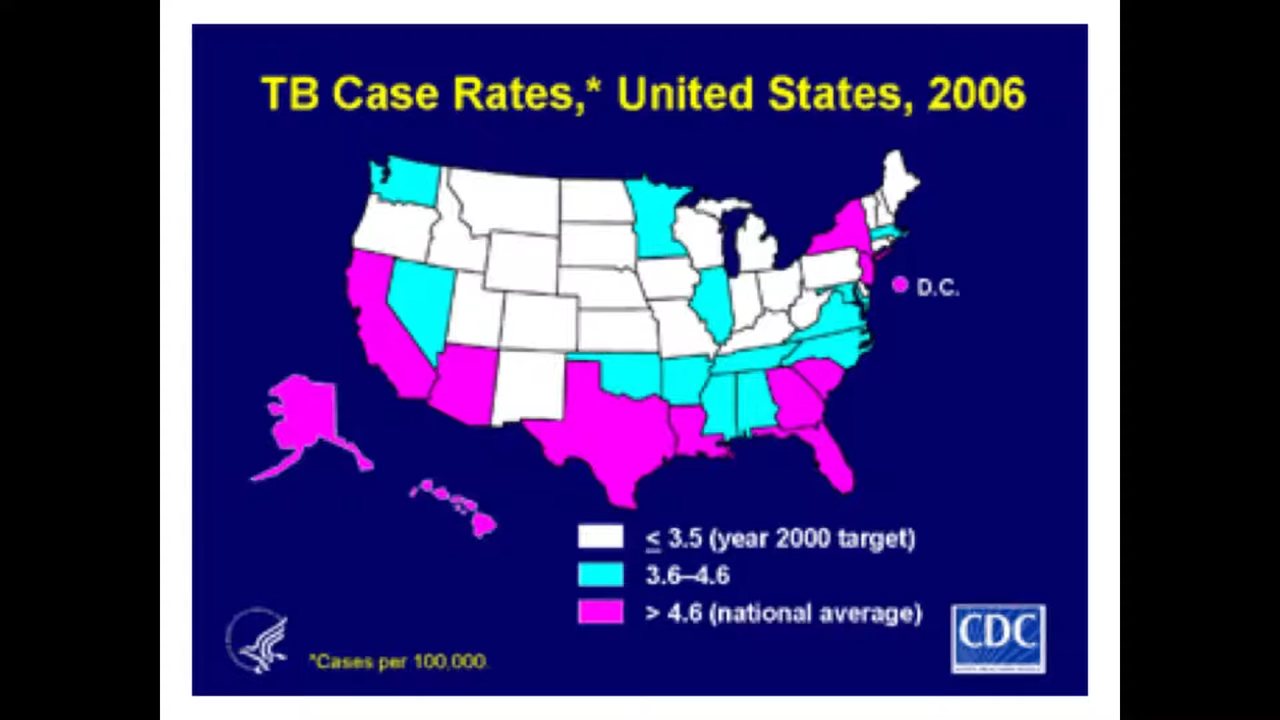 TB Case Rates,* United States, 2006
D.C.
≤ 3.5 (year 2000 target)
3.6–4.6
> 4.6 (national average)
*Cases per 100,000.
CDC